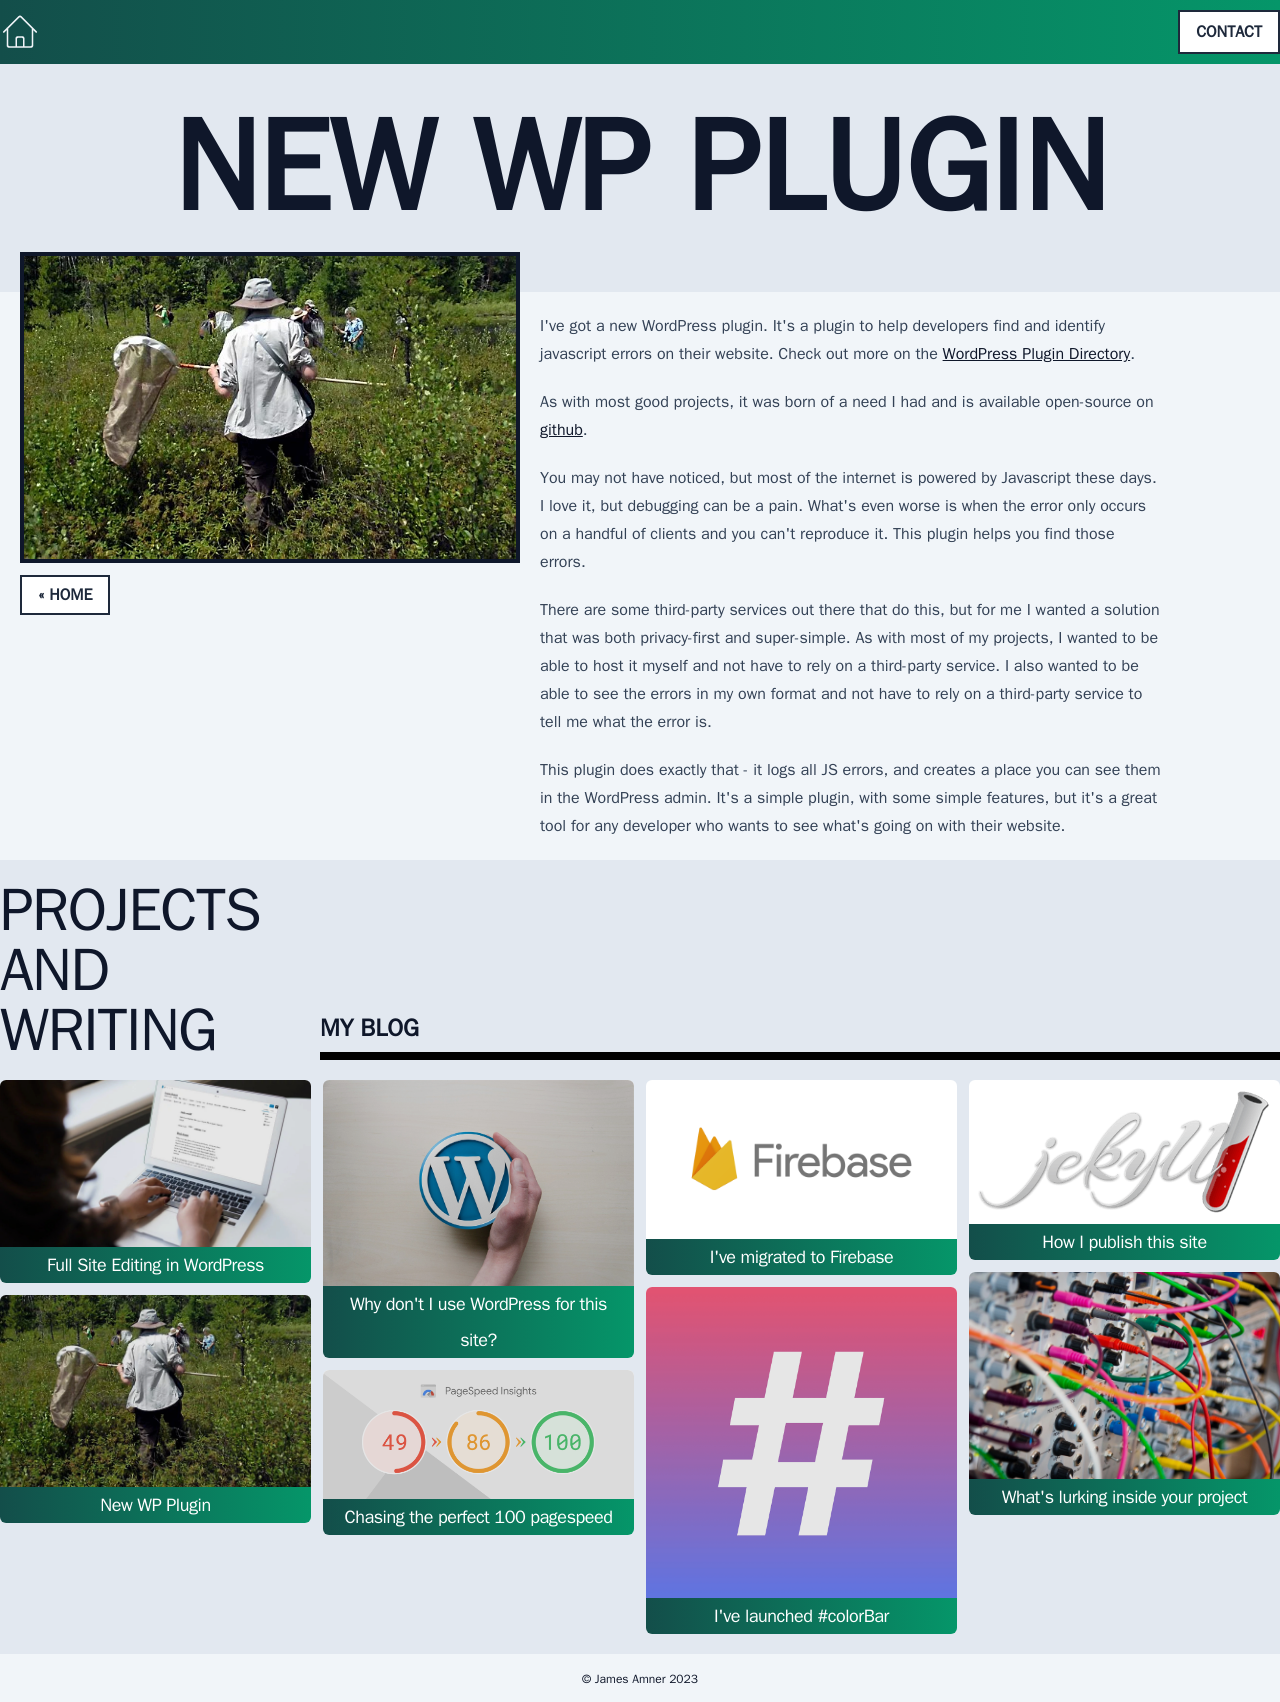 CONTACT
NEW WP PLUGIN
I've got a new WordPress plugin. It's a plugin to help developers find and identify
javascript errors on their website. Check out more on the WordPress Plugin Directory.
As with most good projects, it was born of a need I had and is available open-source on
github.
You may not have noticed, but most of the internet is powered by Javascript these days.
I love it, but debugging can be a pain. What's even worse is when the error only occurs
on a handful of clients and you can't reproduce it. This plugin helps you find those
errors.
There are some third-party services out there that do this, but for me I wanted a solution
that was both privacy-first and super-simple. As with most of my projects, I wanted to be
able to host it myself and not have to rely on a third-party service. I also wanted to be
able to see the errors in my own format and not have to rely on a third-party service to
tell me what the error is.
This plugin does exactly that - it logs all JS errors, and creates a place you can see them
in the WordPress admin. It's a simple plugin, with some simple features, but it's a great
tool for any developer who wants to see what's going on with their website.
« HOME
PROJECTS
AND
WRITING
MY BLOG
Full Site Editing in WordPress
New WP Plugin
W
Why don't I use WordPress for this
site?
PageSpeed Insights
49 » 86 » 100
Chasing the perfect 100 pagespeed
Firebase
I've migrated to Firebase
#
I've launched #colorBar
jekyll
How I publish this site
What's lurking inside your project
© James Amner 2023